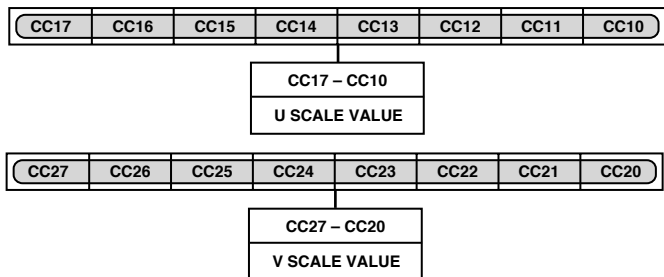 CC17 CC16 CC15 CC14 CC13 CC12 CC11 CC10
CC17 – CC10
U SCALE VALUE
CC27 CC26 CC25 CC24 CC23 CC22 CC21 CC20
CC27 – CC20
V SCALE VALUE